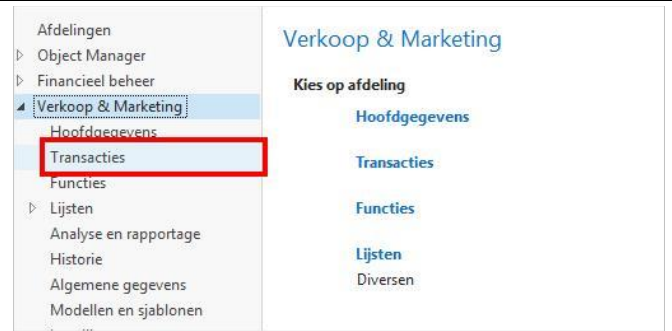 Afdelingen
Object Manager
Financieel beheer
Verkoop & Marketing
Hoofdgegevens
Transacties
Functies
Lijsten
Analyse en rapportage
Historie
Algemene gegevens
Modellen en sjablonen
Verkoop & Marketing
Kies op afdeling
Hoofdgegevens
Transacties
Functies
Lijsten
Diversen